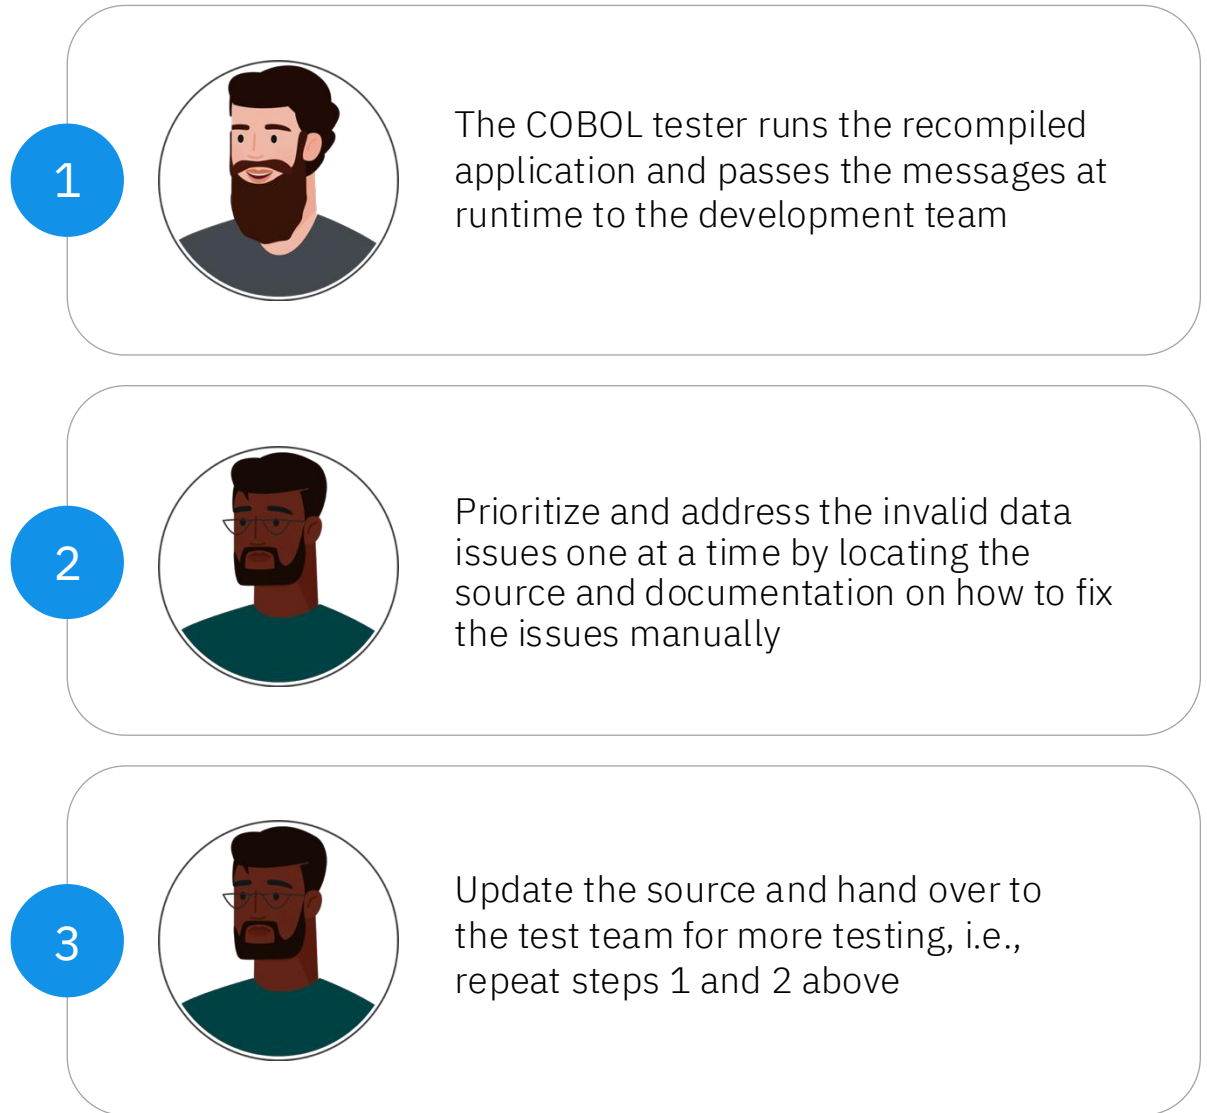 1
The COBOL tester runs the recompiled
application and passes the messages at
runtime to the development team
2
Prioritize and address the invalid data
issues one at a time by locating the
source and documentation on how to fix
the issues manually
3
Update the source and hand over to
the test team for more testing, i.e.,
repeat steps 1 and 2 above